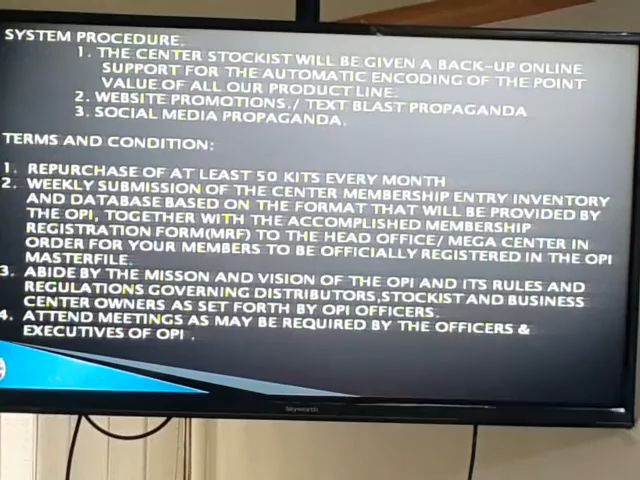 SYSTEM PROCEDURE.
1. THE CENTER STOCKIST WILL BE GIVEN A BACK-UP ONLINE
SUPPORT FOR THE AUTOMATIC ENCODING OF THE POINT
VALUE OF ALL OUR PRODUCT LINE.
2. WEBSITE PROMOTIONS./ TEXT BLAST PROPAGANDA
3. SOCIAL MEDIA PROPAGANDA.
TERMS AND CONDITION:
1. REPURCHASE OF AT LEAST 50 KITS EVERY MONTH
2. WEEKLY SUBMISSION OF THE CENTER MEMBERSHIP ENTRY INVENTORY
AND DATABASE BASED ON THE FORMAT THAT WILL BE PROVIDED BY
THE OPI, TOGETHER WITH THE ACCOMPLISHED MEMBERSHIP
REGISTRATION FORM(MRF) TO THE HEAD OFFICE/ MEGA CENTER IN
ORDER FOR YOUR MEMBERS TO BE OFFICIALLY REGISTERED IN THE OPI
MASTERFILE.
3. ABIDE BY THE MISSON AND VISION OF THE OPI AND ITS RULES AND
REGULATIONS GOVERNING DISTRIBUTORS,STOCKIST AND BUSINESS
CENTER OWNERS AS SET FORTH BY OPI OFFICERS.
4. ATTEND MEETINGS AS MAY BE REQUIRED BY THE OFFICERS &
EXECUTIVES OF OPI .
Skyworth